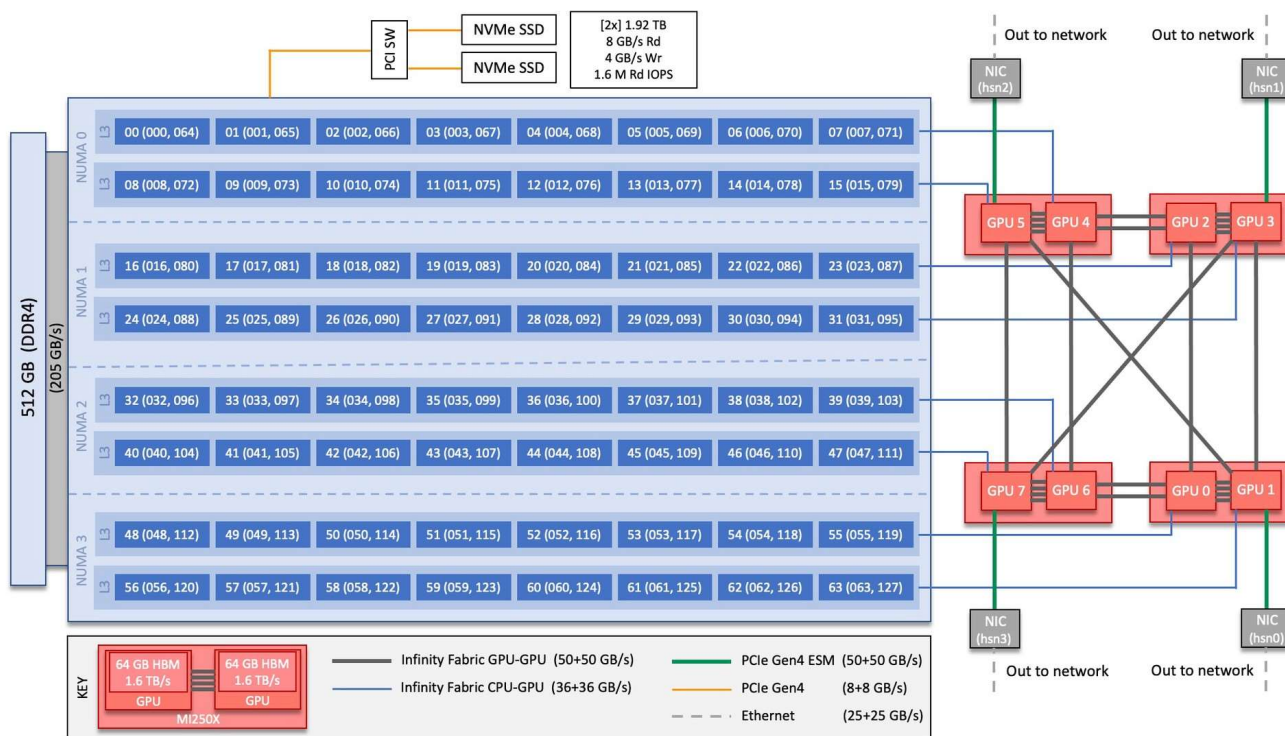 NVMe SSD
PCI SW
NVMe SSD
[2x] 1.92 TB
8 GB/s Rd
4 GB/s Wr
1.6 M Rd IOPS
Out to network
Out to network
NIC
(hsn2)
NIC
(hsn1)
512 GB (DDR4)
(205 GB/s)
NUMA 0
L3
00 (000, 064) 01 (001, 065) 02 (002, 066) 03 (003, 067) 04 (004, 068) 05 (005, 069) 06 (006, 070) 07 (007, 071)
L3
08 (008, 072) 09 (009, 073) 10 (010, 074) 11 (011, 075) 12 (012, 076) 13 (013, 077) 14 (014, 078) 15 (015, 079)
NUMA 1
L3
16 (016, 080) 17 (017, 081) 18 (018, 082) 19 (019, 083) 20 (020, 084) 21 (021, 085) 22 (022, 086) 23 (023, 087)
L3
24 (024, 088) 25 (025, 089) 26 (026, 090) 27 (027, 091) 28 (028, 092) 29 (029, 093) 30 (030, 094) 31 (031, 095)
NUMA 2
L3
32 (032, 096) 33 (033, 097) 34 (034, 098) 35 (035, 099) 36 (036, 100) 37 (037, 101) 38 (038, 102) 39 (039, 103)
L3
40 (040, 104) 41 (041, 105) 42 (042, 106) 43 (043, 107) 44 (044, 108) 45 (045, 109) 46 (046, 110) 47 (047, 111)
NUMA 3
L3
48 (048, 112) 49 (049, 113) 50 (050, 114) 51 (051, 115) 52 (052, 116) 53 (053, 117) 54 (054, 118) 55 (055, 119)
L3
56 (056, 120) 57 (057, 121) 58 (058, 122) 59 (059, 123) 60 (060, 124) 61 (061, 125) 62 (062, 126) 63 (063, 127)
GPU 5 GPU 4 GPU 2 GPU 3
GPU 7 GPU 6 GPU 0 GPU 1
NIC
(hsn3)
NIC
(hsn0)
Out to network
Out to network
KEY
64 GB HBM
1.6 TB/s
GPU
64 GB HBM
1.6 TB/s
GPU
MI250X
Infinity Fabric GPU-GPU (50+50 GB/s)
Infinity Fabric CPU-GPU (36+36 GB/s)
PCIe Gen4 ESM (50+50 GB/s)
PCIe Gen4 (8+8 GB/s)
Ethernet (25+25 GB/s)